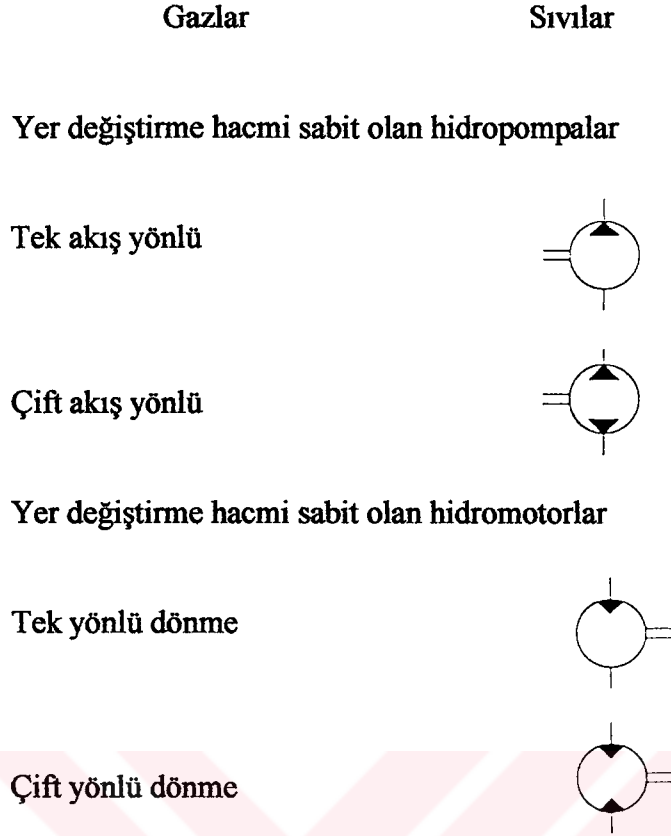 Gazlar Sıvılar
Yer değiştirme hacmi sabit olan hidropompalar
Tek akış yönlü
Çift akış yönlü
Yer değiştirme hacmi sabit olan hidromotorlar
Tek yönlü dönme
Çift yönlü dönme